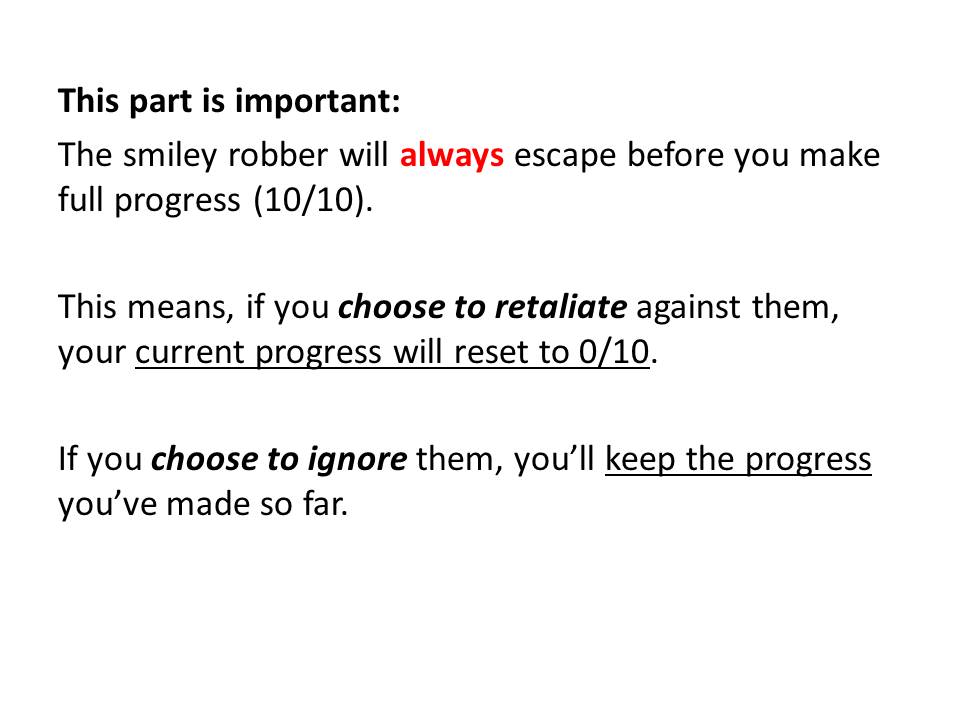 This part is important:
The smiley robber will always escape before you make
full progress (10/10).
This means, if you choose to retaliate against them,
your current progress will reset to 0/10.
If you choose to ignore them, you’ll keep the progress
you’ve made so far.